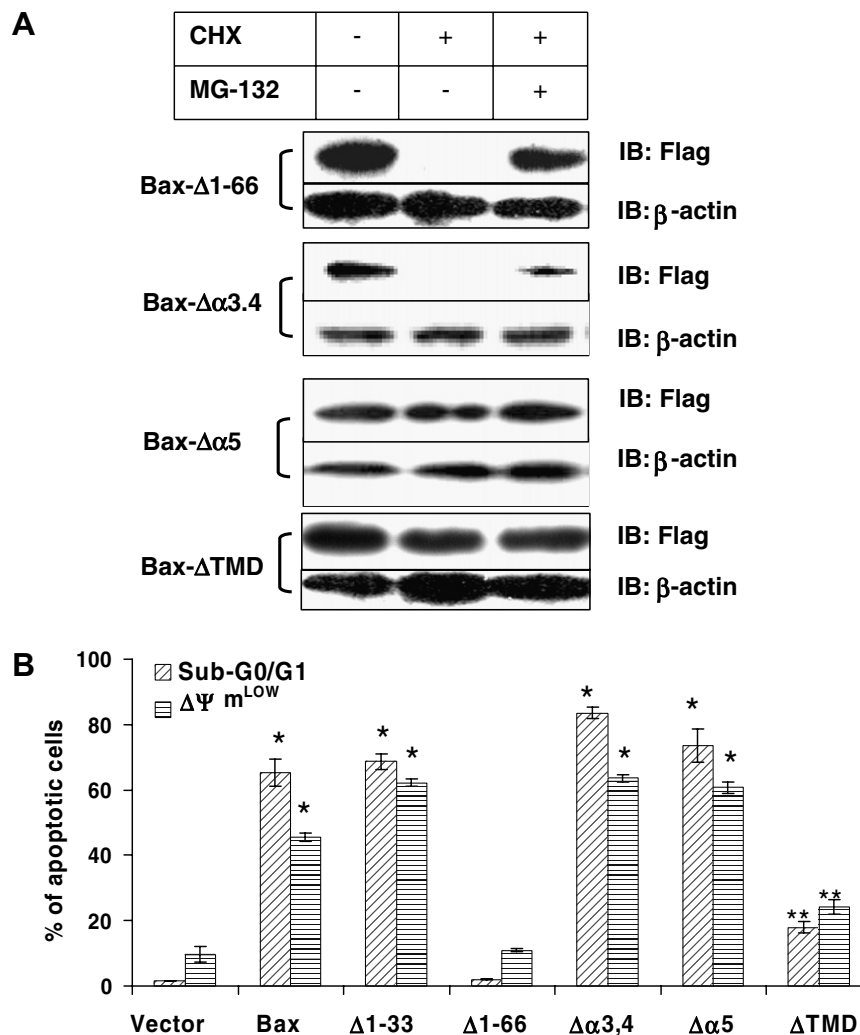 A
CHX - + +
MG-132 - - +
Bax-Δ1-66
IB: Flag
IB: β-actin
Bax-Δα3.4
IB: Flag
IB: β-actin
Bax-Δα5
IB: Flag
IB: β-actin
Bax-ΔTMD
IB: Flag
IB: β-actin
B
% of apoptotic cells
100
80
60
40
20
0
Sub-G0/G1
ΔΨ m^LOW
* * * * * * * * ** **
Vector Bax Δ1-33 Δ1-66 Δα3,4 Δα5 ΔTMD